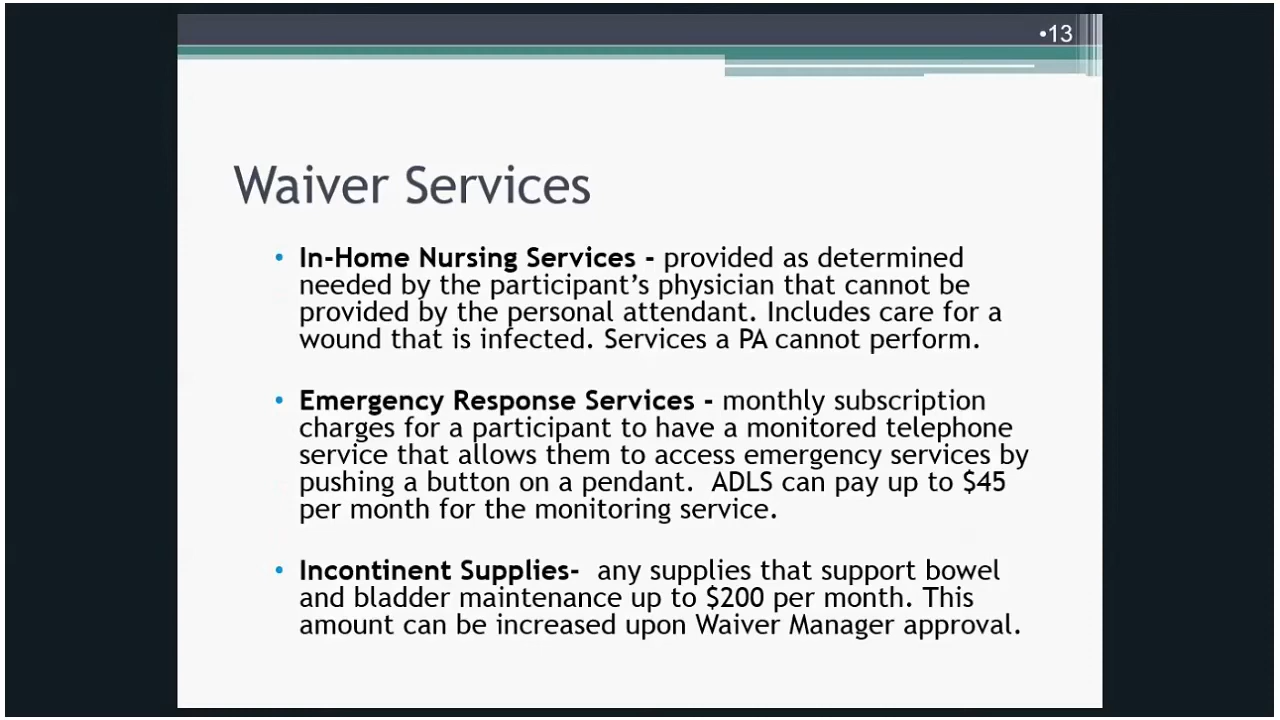 •13
Waiver Services
• In-Home Nursing Services - provided as determined
needed by the participant’s physician that cannot be
provided by the personal attendant. Includes care for a
wound that is infected. Services a PA cannot perform.
• Emergency Response Services - monthly subscription
charges for a participant to have a monitored telephone
service that allows them to access emergency services by
pushing a button on a pendant.  ADLS can pay up to $45
per month for the monitoring service.
• Incontinent Supplies-  any supplies that support bowel
and bladder maintenance up to $200 per month. This
amount can be increased upon Waiver Manager approval.